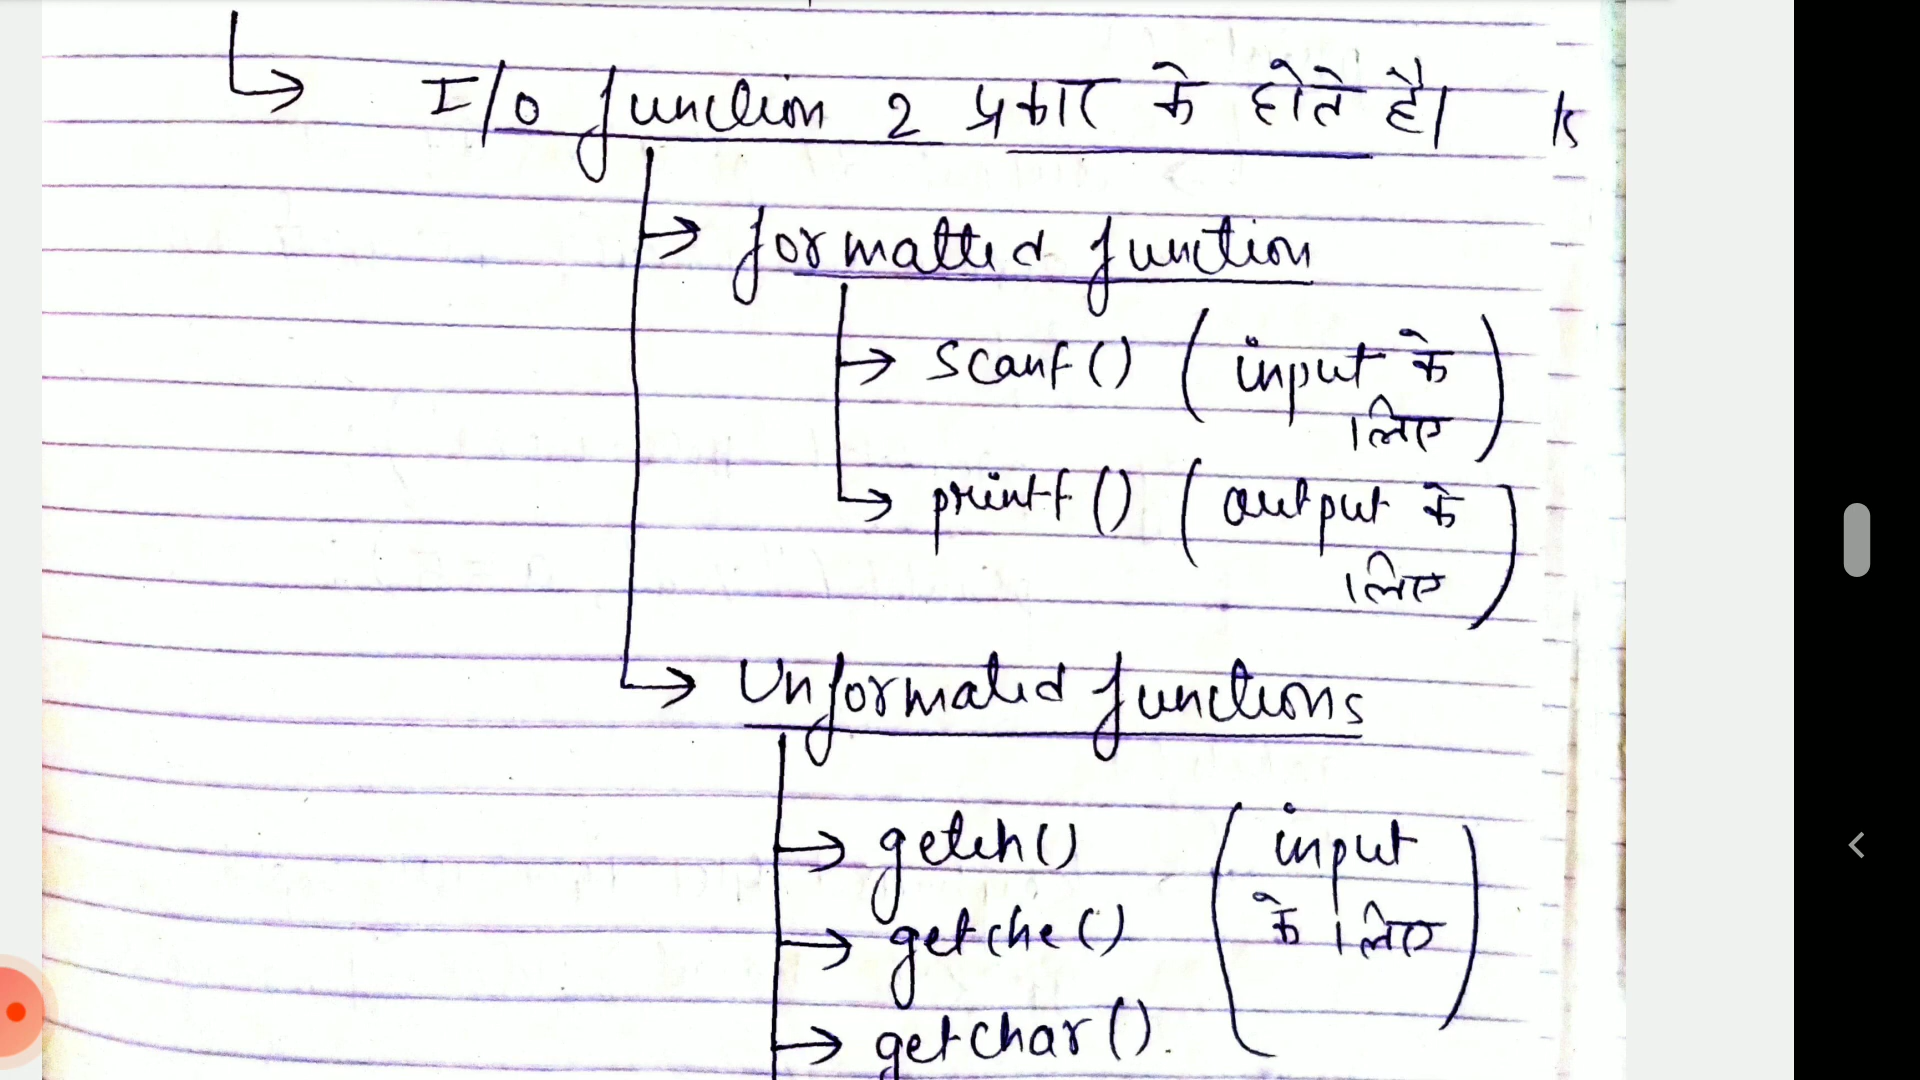 I/O function 2 प्रकार के होते है।
formatted function
scanf() (input के
लिए)
printf() (output के
लिए)
Unformated functions
getch() (input
getche() के लिए)
getchar().